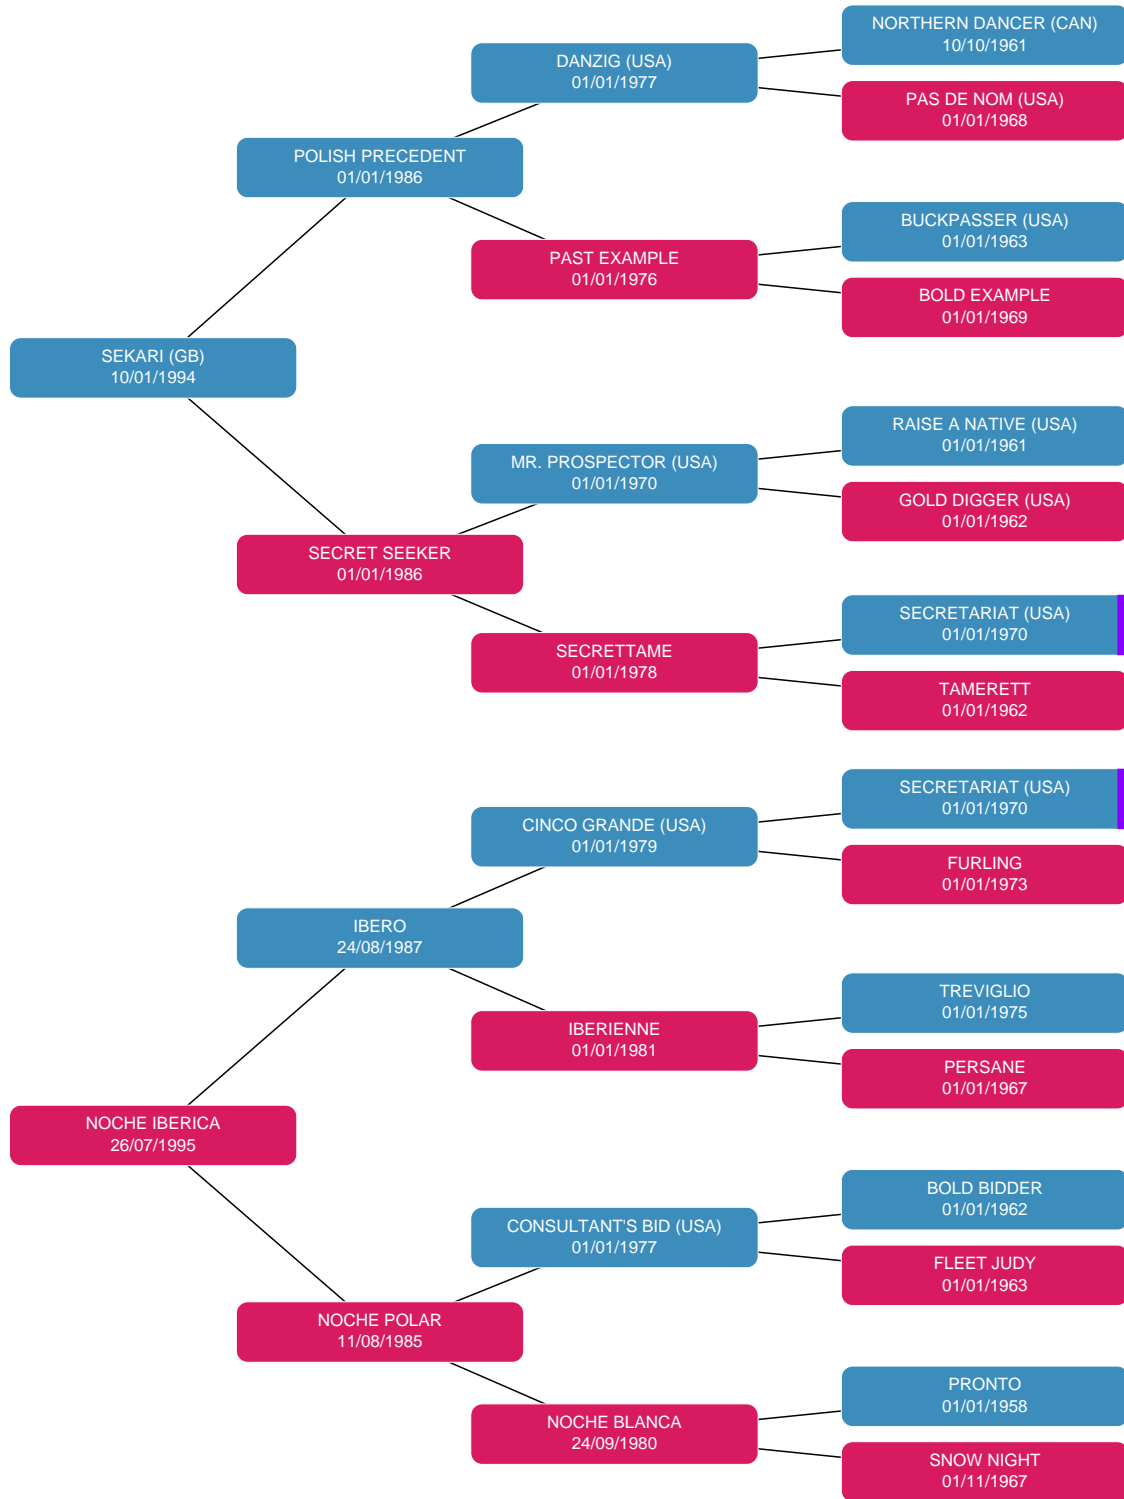 NORTHERN DANCER (CAN)
10/10/1961
DANZIG (USA)
01/01/1977
PAS DE NOM (USA)
01/01/1968
POLISH PRECEDENT
01/01/1986
BUCKPASSER (USA)
01/01/1963
PAST EXAMPLE
01/01/1976
BOLD EXAMPLE
01/01/1969
SEKARI (GB)
10/01/1994
RAISE A NATIVE (USA)
01/01/1961
MR. PROSPECTOR (USA)
01/01/1970
GOLD DIGGER (USA)
01/01/1962
SECRET SEEKER
01/01/1986
SECRETARIAT (USA)
01/01/1970
SECRETTAME
01/01/1978
TAMERETT
01/01/1962
SECRETARIAT (USA)
01/01/1970
CINCO GRANDE (USA)
01/01/1979
FURLING
01/01/1973
IBERO
24/08/1987
TREVIGLIO
01/01/1975
IBERIENNE
01/01/1981
PERSANE
01/01/1967
NOCHE IBERICA
26/07/1995
BOLD BIDDER
01/01/1962
CONSULTANT'S BID (USA)
01/01/1977
FLEET JUDY
01/01/1963
NOCHE POLAR
11/08/1985
PRONTO
01/01/1958
NOCHE BLANCA
24/09/1980
SNOW NIGHT
01/11/1967